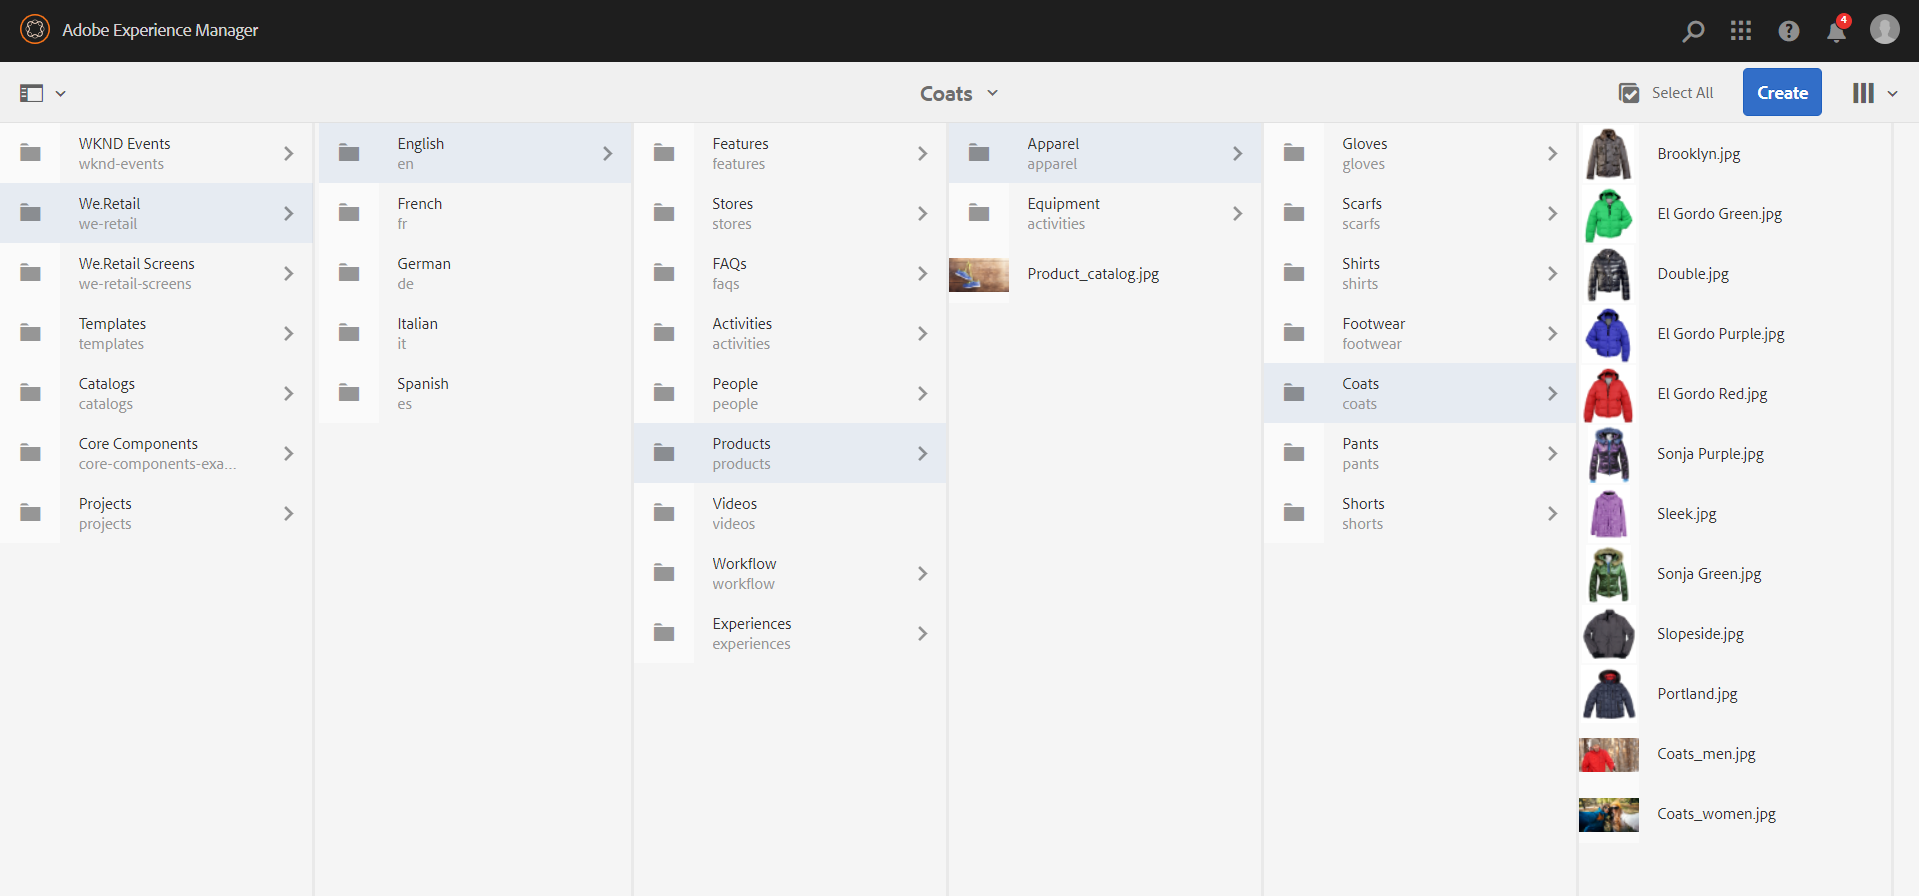 Adobe Experience Manager
4
Coats
Select All
Create
WKND Events
wknd-events
We.Retail
we-retail
We.Retail Screens
we-retail-screens
Templates
templates
Catalogs
catalogs
Core Components
core-components-exa...
Projects
projects
English
en
French
fr
German
de
Italian
it
Spanish
es
Features
features
Stores
stores
FAQs
faqs
Activities
activities
People
people
Products
products
Videos
videos
Workflow
workflow
Experiences
experiences
Apparel
apparel
Equipment
activities
Product_catalog.jpg
Gloves
gloves
Scarfs
scarfs
Shirts
shirts
Footwear
footwear
Coats
coats
Pants
pants
Shorts
shorts
Brooklyn.jpg
El Gordo Green.jpg
Double.jpg
El Gordo Purple.jpg
El Gordo Red.jpg
Sonja Purple.jpg
Sleek.jpg
Sonja Green.jpg
Slopeside.jpg
Portland.jpg
Coats_men.jpg
Coats_women.jpg